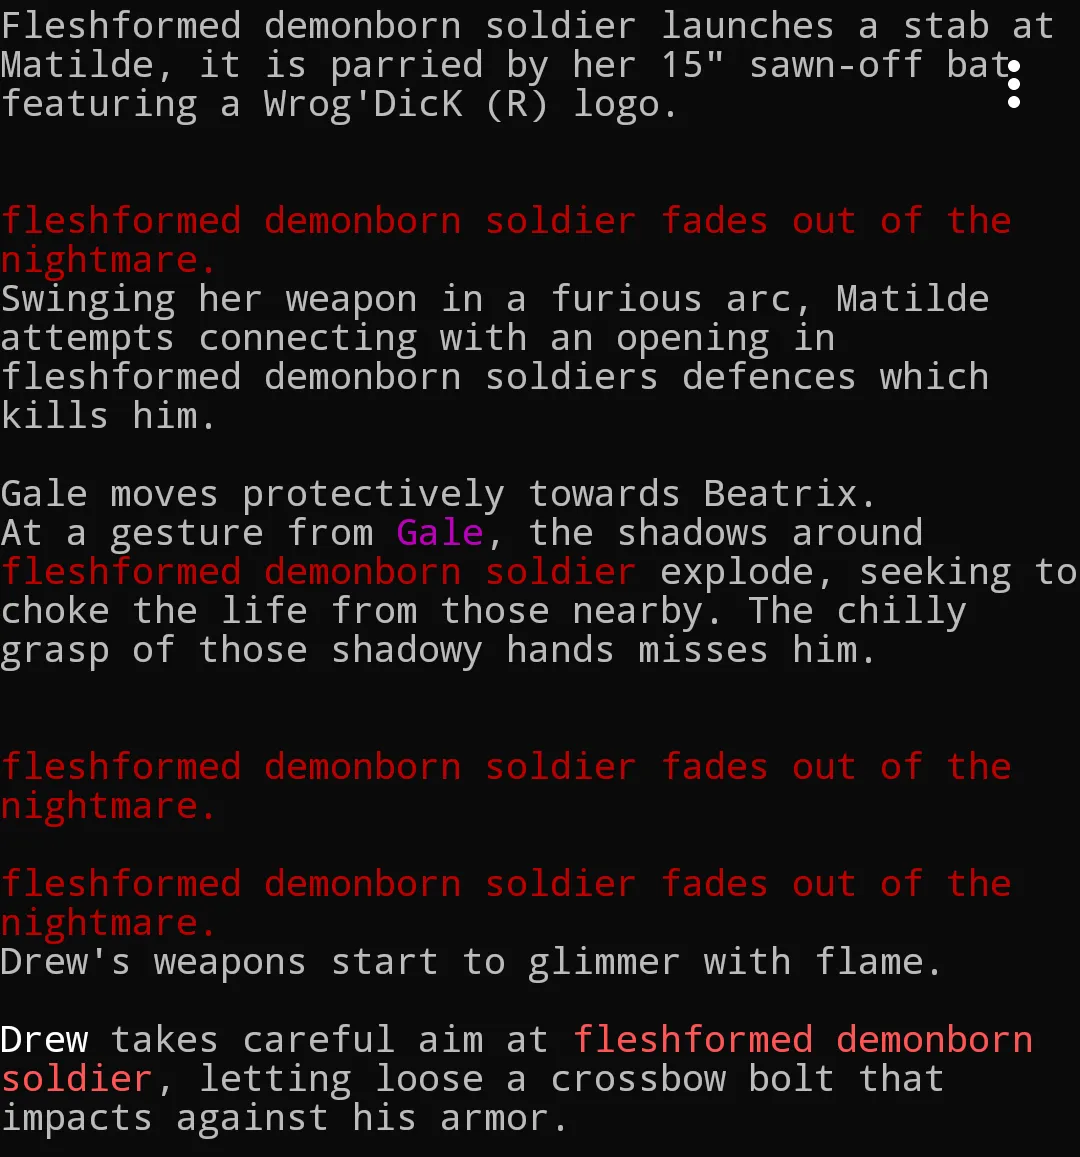 Fleshformed demonborn soldier launches a stab at
Matilde, it is parried by her 15" sawn-off bat
featuring a Wrog'DicK (R) logo.
fleshformed demonborn soldier fades out of the
nightmare.
Swinging her weapon in a furious arc, Matilde
attempts connecting with an opening in
fleshformed demonborn soldiers defences which
kills him.
Gale moves protectively towards Beatrix.
At a gesture from Gale, the shadows around
fleshformed demonborn soldier explode, seeking to
choke the life from those nearby. The chilly
grasp of those shadowy hands misses him.
fleshformed demonborn soldier fades out of the
nightmare.
fleshformed demonborn soldier fades out of the
nightmare.
Drew's weapons start to glimmer with flame.
Drew takes careful aim at fleshformed demonborn
soldier, letting loose a crossbow bolt that
impacts against his armor.